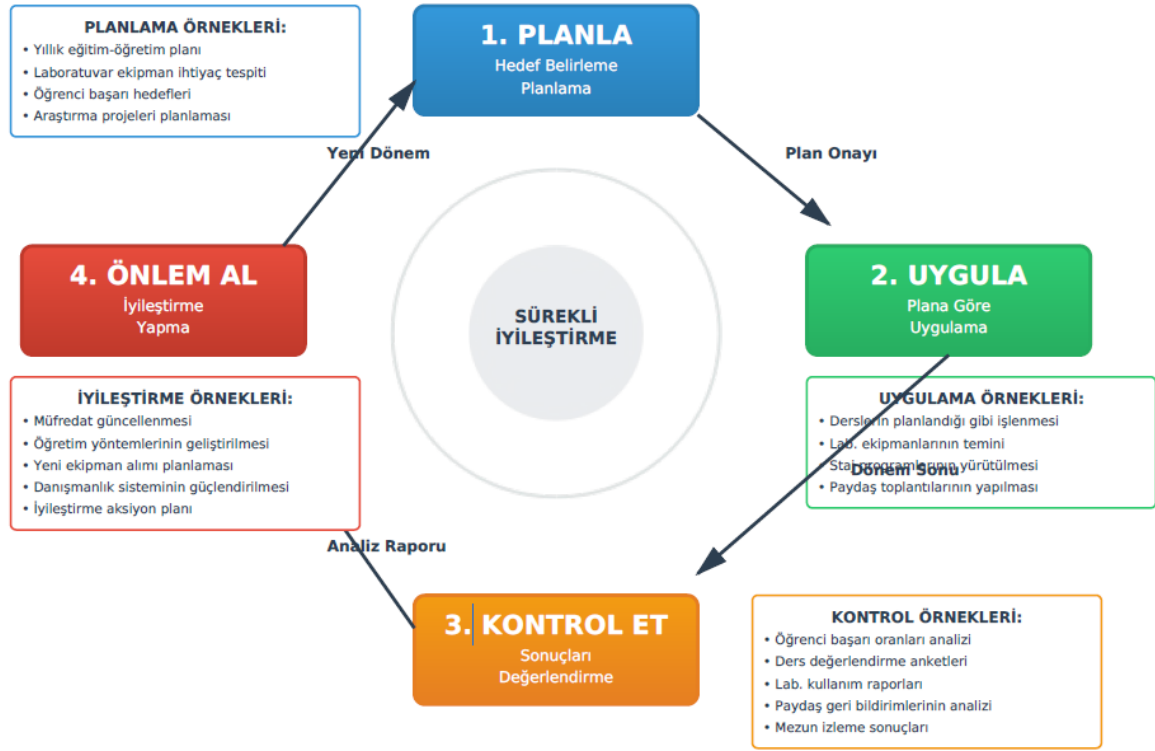 PLANLAMA ÖRNEKLERİ:
• Yıllık eğitim-öğretim planı
• Laboratuvar ekipman ihtiyaç tespiti
• Öğrenci başarı hedefleri
• Araştırma projeleri planlaması
1. PLANLA
Hedef Belirleme
Planlama
Yeni Dönem
Plan Onayı
4. ÖNLEM AL
İyileştirme
Yapma
SÜREKLİ
İYİLEŞTİRME
2. UYGULA
Plana Göre
Uygulama
İYİLEŞTİRME ÖRNEKLERİ:
• Müfredat güncellenmesi
• Öğretim yöntemlerinin geliştirilmesi
• Yeni ekipman alımı planlaması
• Danışmanlık sisteminin güçlendirilmesi
• İyileştirme aksiyon planı
UYGULAMA ÖRNEKLERİ:
• Derslerin planlandığı gibi işlenmesi
• Lab. ekipmanlarının temini
• Staj programlarının yürütülmesi
Dönem Sonu
• Paydaş toplantılarının yapılması
Analiz Raporu
3. KONTROL ET
Sonuçları
Değerlendirme
KONTROL ÖRNEKLERİ:
• Öğrenci başarı oranları analizi
• Ders değerlendirme anketleri
• Lab. kullanım raporları
• Paydaş geri bildirimlerinin analizi
• Mezun izleme sonuçları